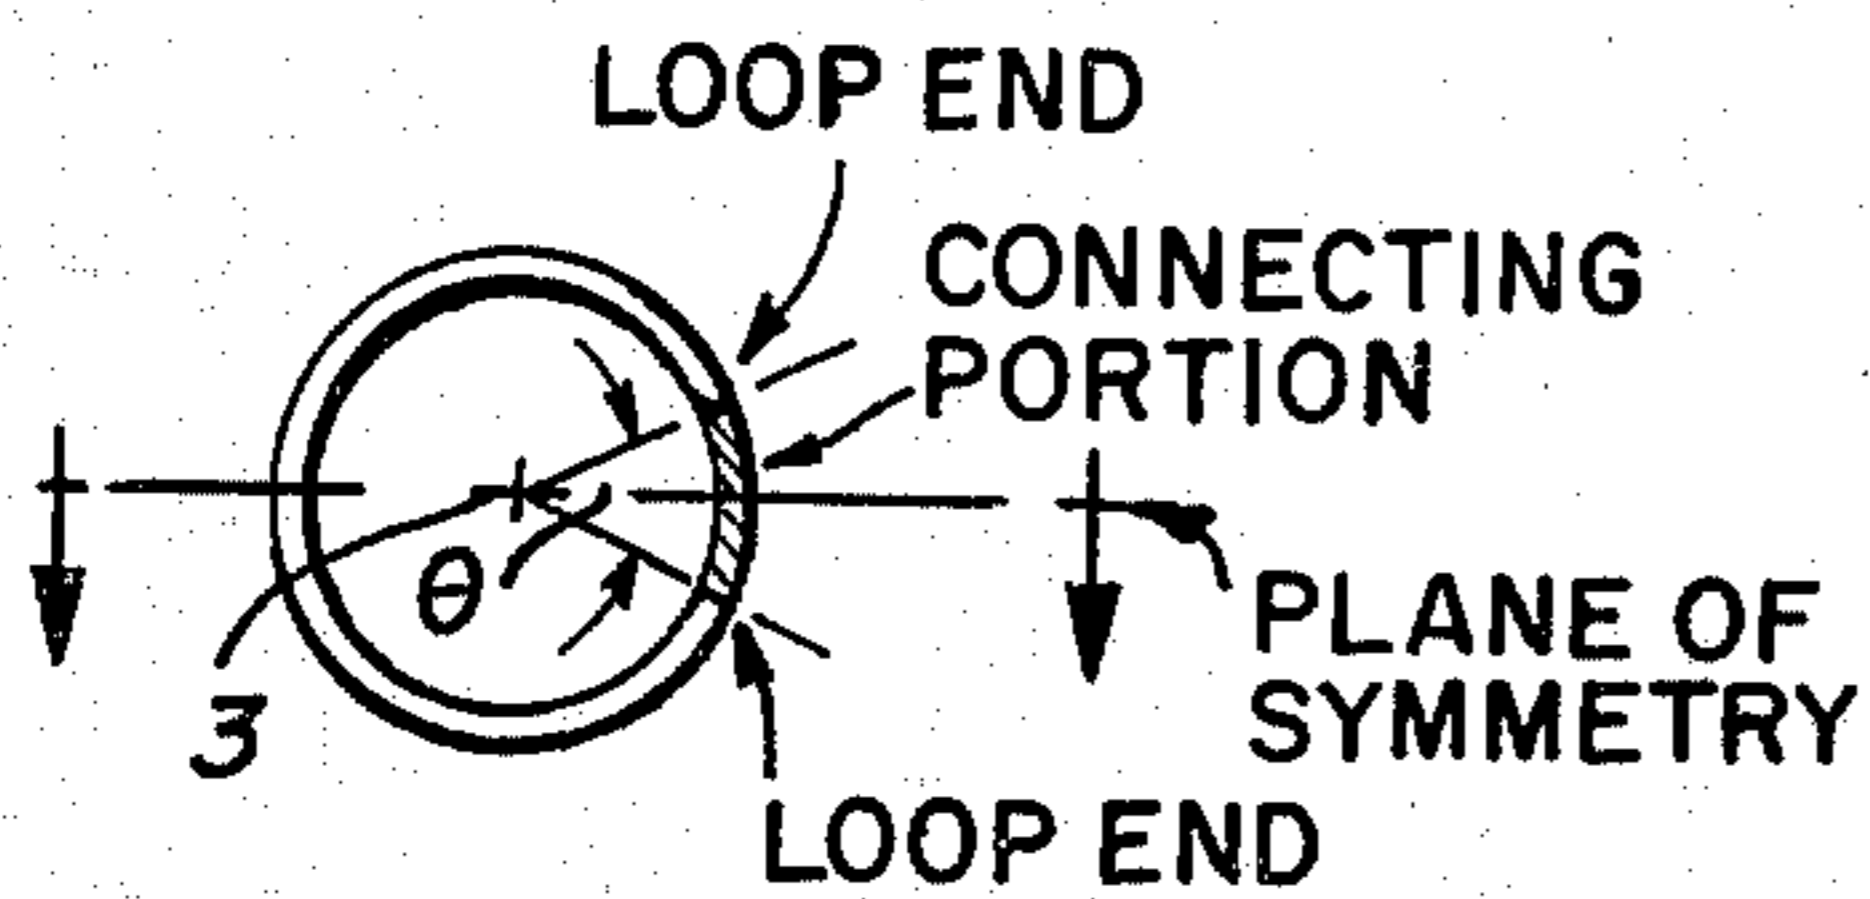 LOOP END
CONNECTING
PORTION
θ
PLANE OF
SYMMETRY
3
LOOP END